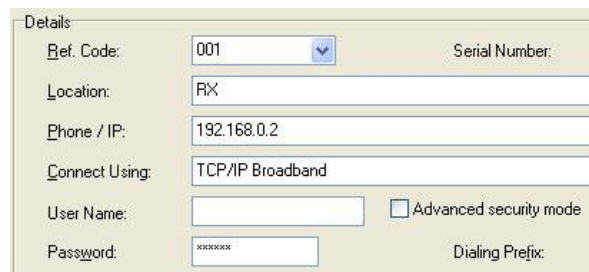 Details
Ref. Code: 001 Serial Number:
Location: RX
Phone / IP: 192.168.0.2
Connect Using: TCP/IP Broadband
User Name: Advanced security mode
Password: ****** Dialing Prefix: